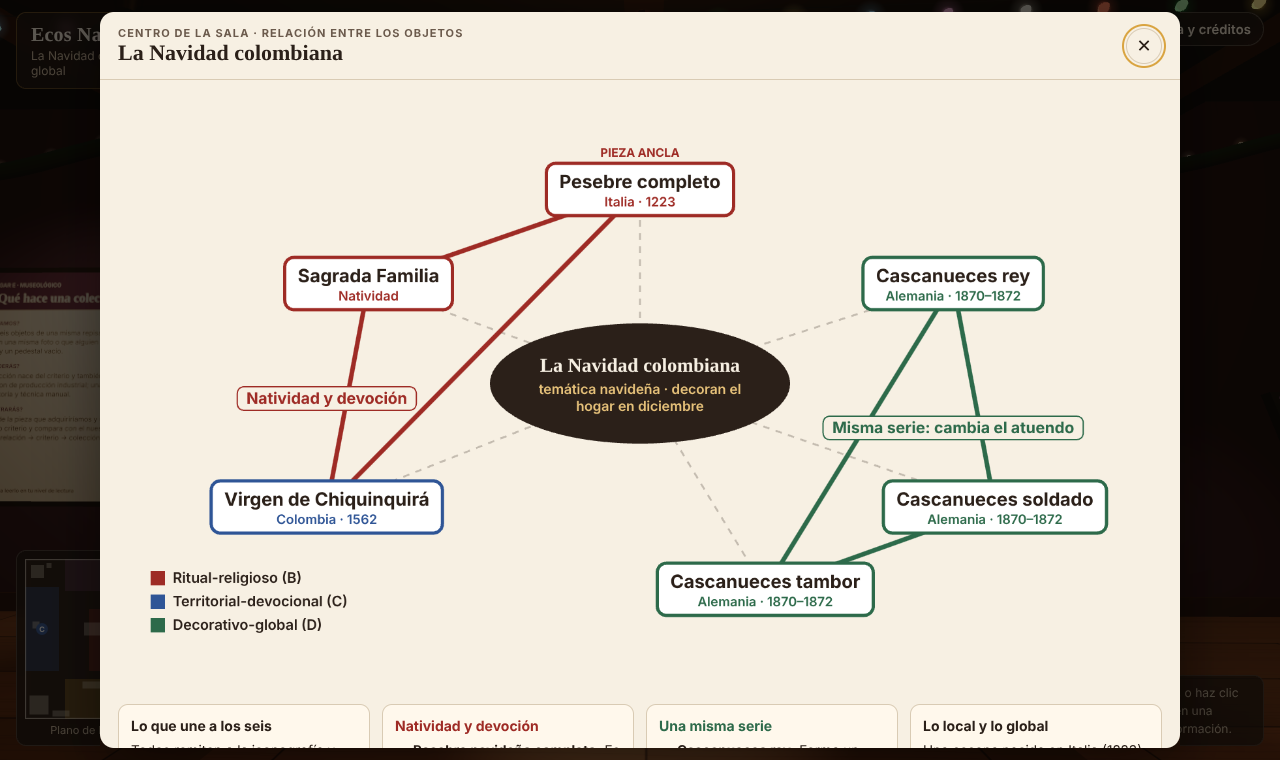 CENTRO DE LA SALA · RELACIÓN ENTRE LOS OBJETOS
La Navidad colombiana
✕
Ecos Na
La Navidad
global
a y créditos
PIEZA ANCLA
Pesebre completo
Italia · 1223
Sagrada Familia
Natividad
Cascanueces rey
Alemania · 1870–1872
La Navidad colombiana
temática navideña · decoran el
hogar en diciembre
Natividad y devoción
Misma serie: cambia el atuendo
Virgen de Chiquinquirá
Colombia · 1562
Cascanueces soldado
Alemania · 1870–1872
Cascanueces tambor
Alemania · 1870–1872
Ritual-religioso (B)
Territorial-devocional (C)
Decorativo-global (D)
C
Plano de
o haz clic
en una
ormación.
Lo que une a los seis
Natividad y devoción
Una misma serie
Lo local y lo global